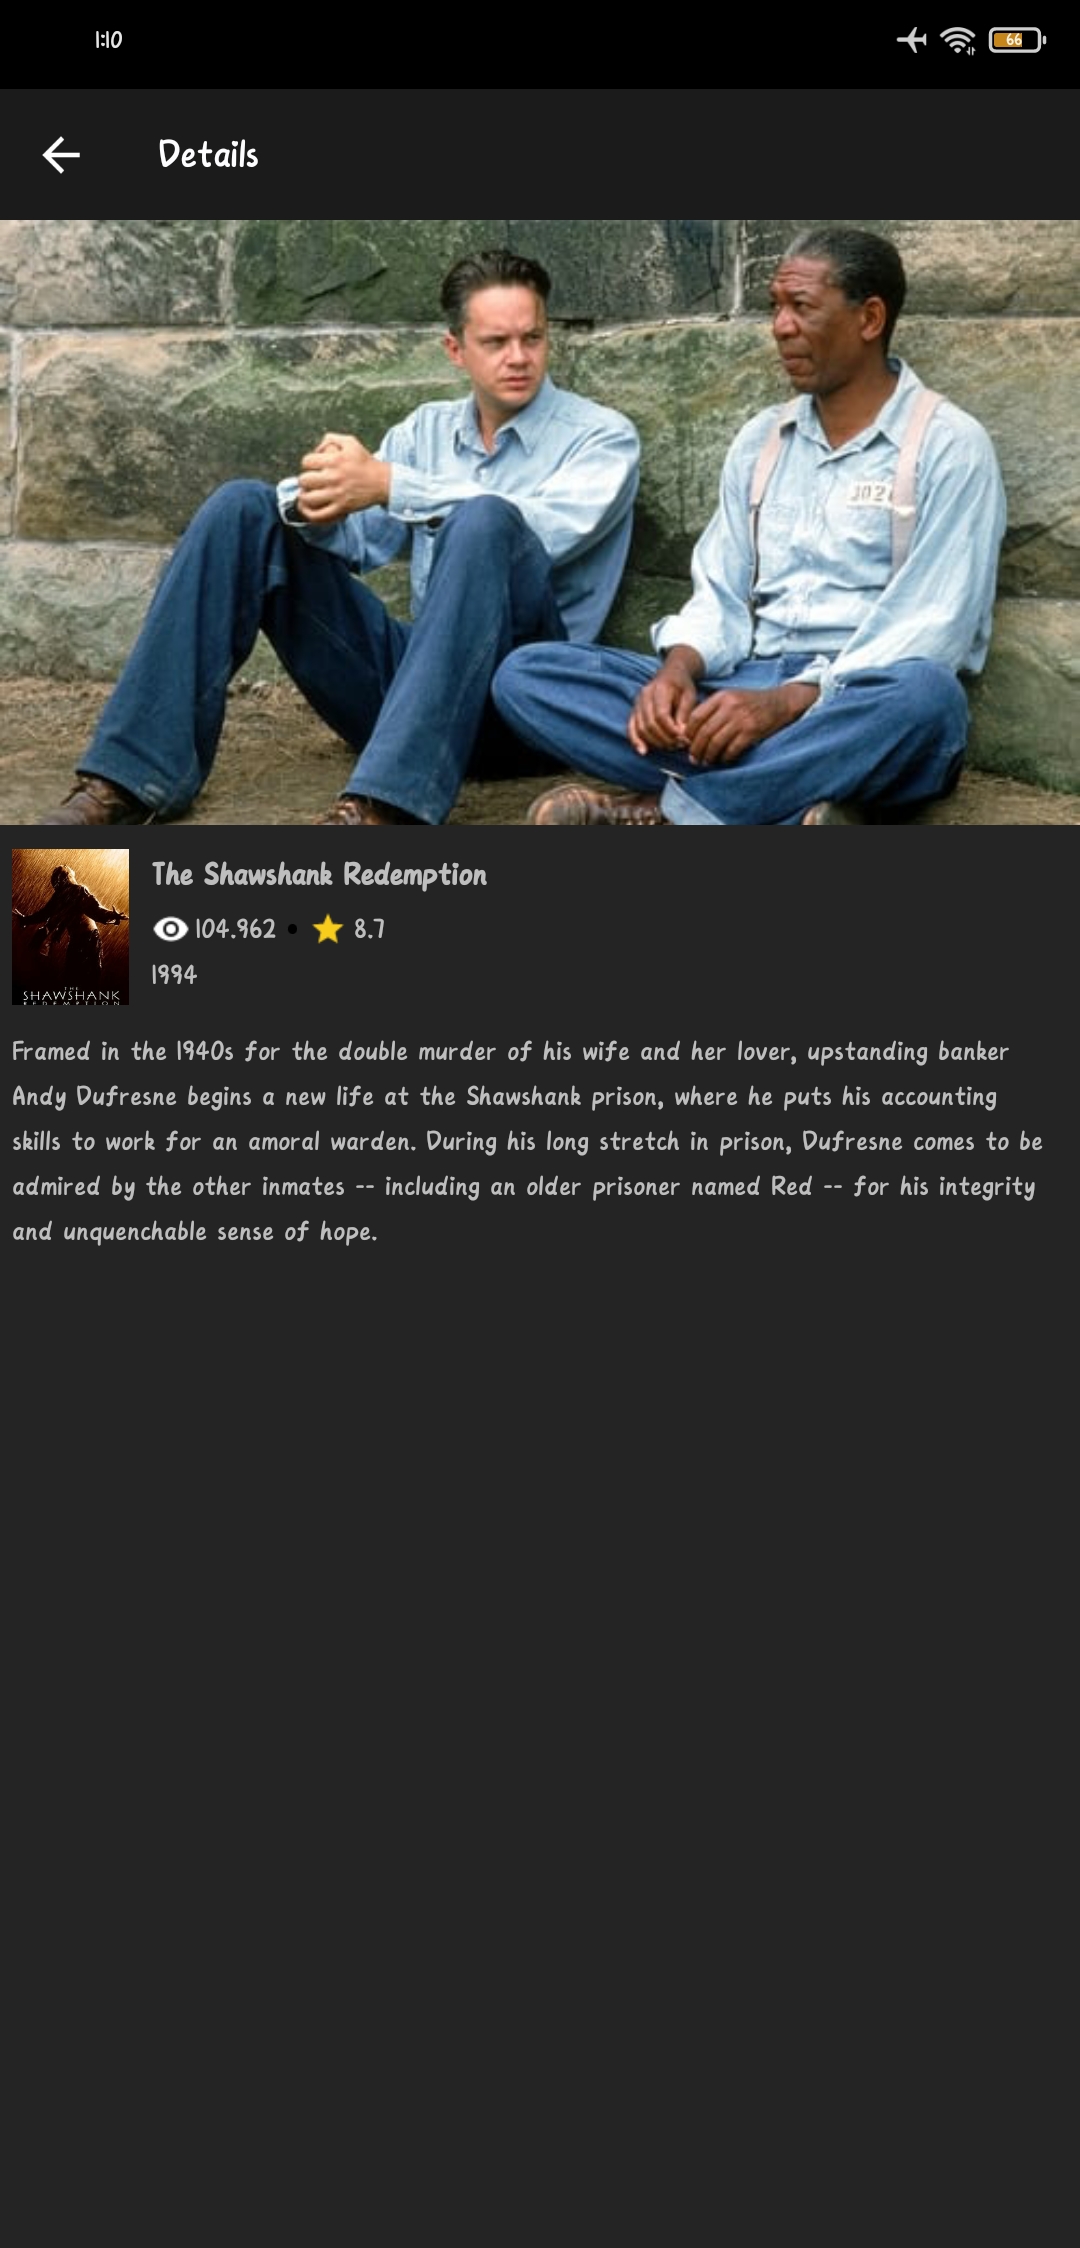 1:10
66
Details
The Shawshank Redemption
104.962 • 8.7
1994
THE
SHAWSHANK
REDEMPTION
Framed in the 1940s for the double murder of his wife and her lover, upstanding banker
Andy Dufresne begins a new life at the Shawshank prison, where he puts his accounting
skills to work for an amoral warden. During his long stretch in prison, Dufresne comes to be
admired by the other inmates -- including an older prisoner named Red -- for his integrity
and unquenchable sense of hope.